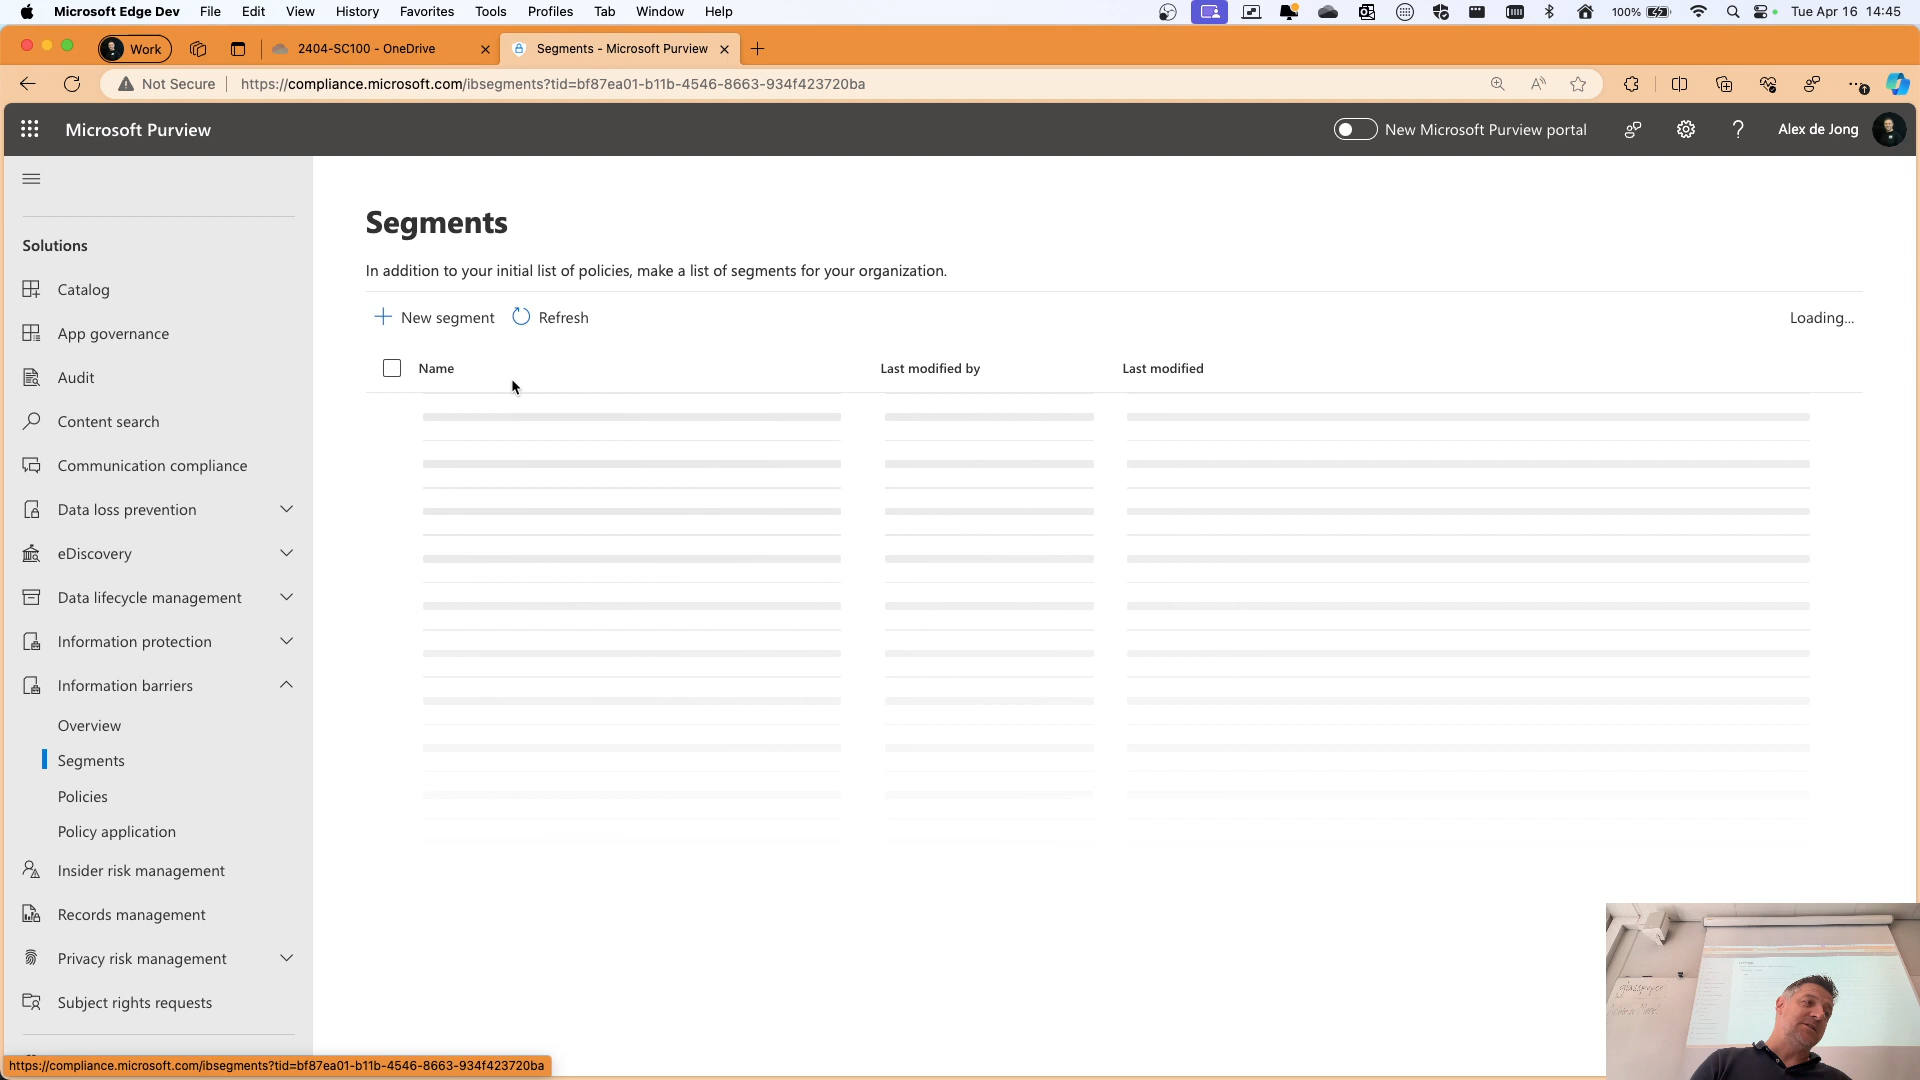 Microsoft Edge Dev File Edit View History Favorites Tools Profiles Tab Window Help 100% Tue Apr 16 14:45
Work 2404-SC100 - OneDrive Segments - Microsoft Purview
Not Secure https://compliance.microsoft.com/ibsegments?tid=bf87ea01-b11b-4546-8663-934f423720ba
Microsoft Purview New Microsoft Purview portal ? Alex de Jong
Solutions
Catalog
App governance
Audit
Content search
Communication compliance
Data loss prevention
eDiscovery
Data lifecycle management
Information protection
Information barriers
Overview
Segments
Policies
Policy application
Insider risk management
Records management
Privacy risk management
Subject rights requests
Segments
In addition to your initial list of policies, make a list of segments for your organization.
New segment Refresh Loading...
Name Last modified by Last modified
https://compliance.microsoft.com/ibsegments?tid=bf87ea01-b11b-4546-8663-934f423720ba